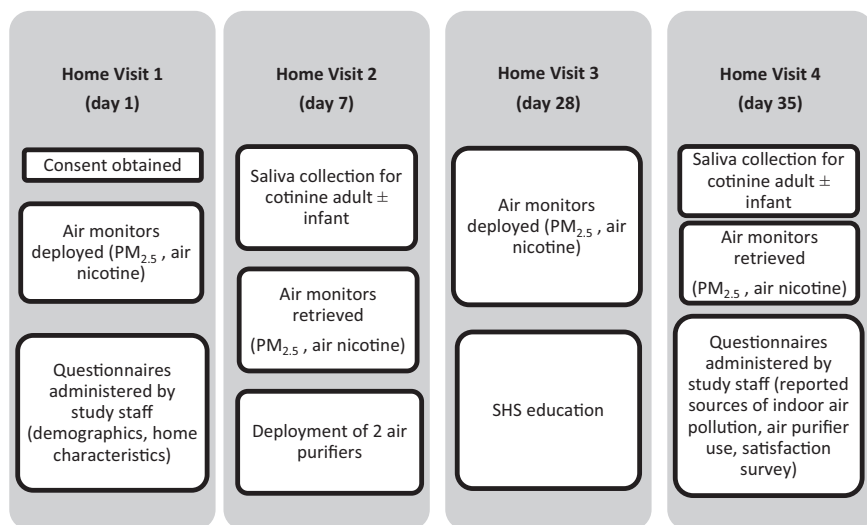 Home Visit 1
(day 1)
Consent obtained
Air monitors
deployed (PM2.5 , air
nicotine)
Questionnaires
administered by
study staff
(demographics, home
characteristics)
Home Visit 2
(day 7)
Saliva collection for
cotinine adult ±
infant
Air monitors
retrieved
(PM2.5 , air nicotine)
Deployment of 2 air
purifiers
Home Visit 3
(day 28)
Air monitors
deployed (PM2.5 , air
nicotine)
SHS education
Home Visit 4
(day 35)
Saliva collection for
cotinine adult ±
infant
Air monitors
retrieved
(PM2.5 , air nicotine)
Questionnaires
administered by
study staff (reported
sources of indoor air
pollution, air purifier
use, satisfaction
survey)